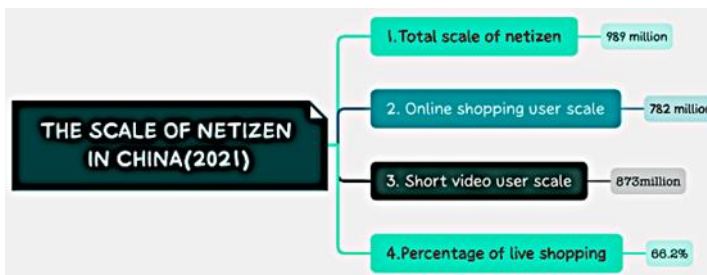 THE SCALE OF NETIZEN
IN CHINA(2021)
1.Total scale of netizen
989 million
2. Online shopping user scale
782 million
3. Short video user scale
873million
4.Percentage of live shopping
66.2%